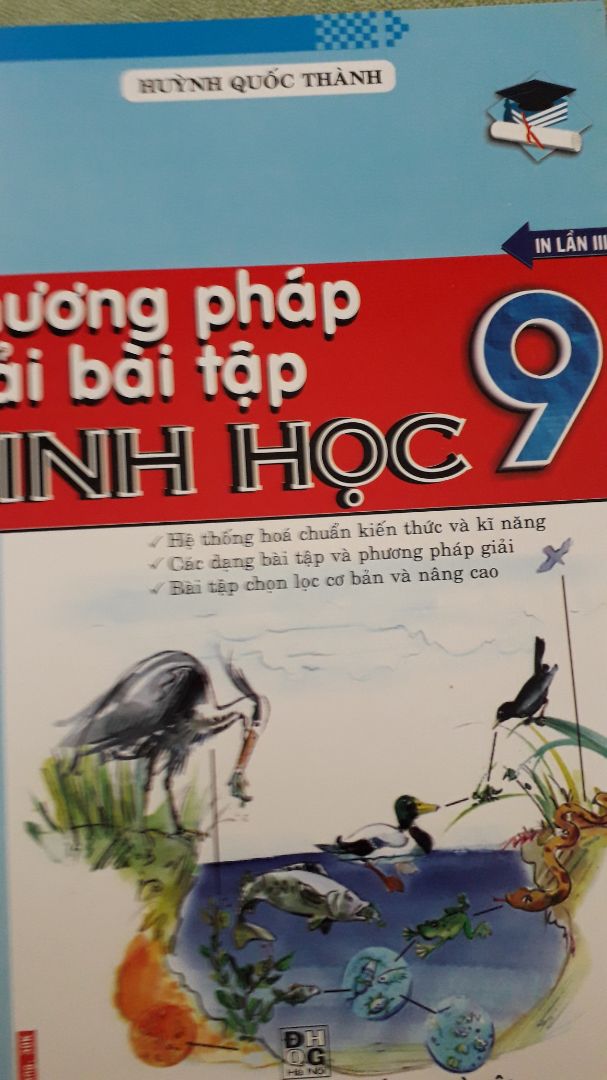 HUỲNH QUỐC THÀNH
IN LẦN III
ương pháp
ải bài tập
INH HỌC 9
Hệ thống hoá chuẩn kiến thức và kĩ năng
Các dạng bài tập và phương pháp giải
Bài tập chọn lọc cơ bản và nâng cao
ĐH
QG
Hà Nội